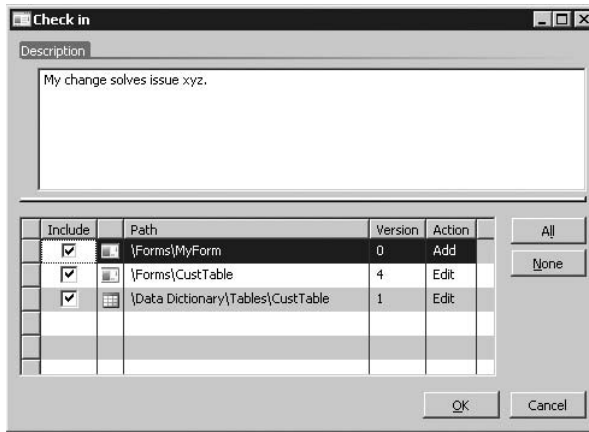 Check in
Description
My change solves issue xyz.
Include Path Version Action
\Forms\MyForm 0 Add
\Forms\CustTable 4 Edit
\Data Dictionary\Tables\CustTable 1 Edit
All
None
OK Cancel